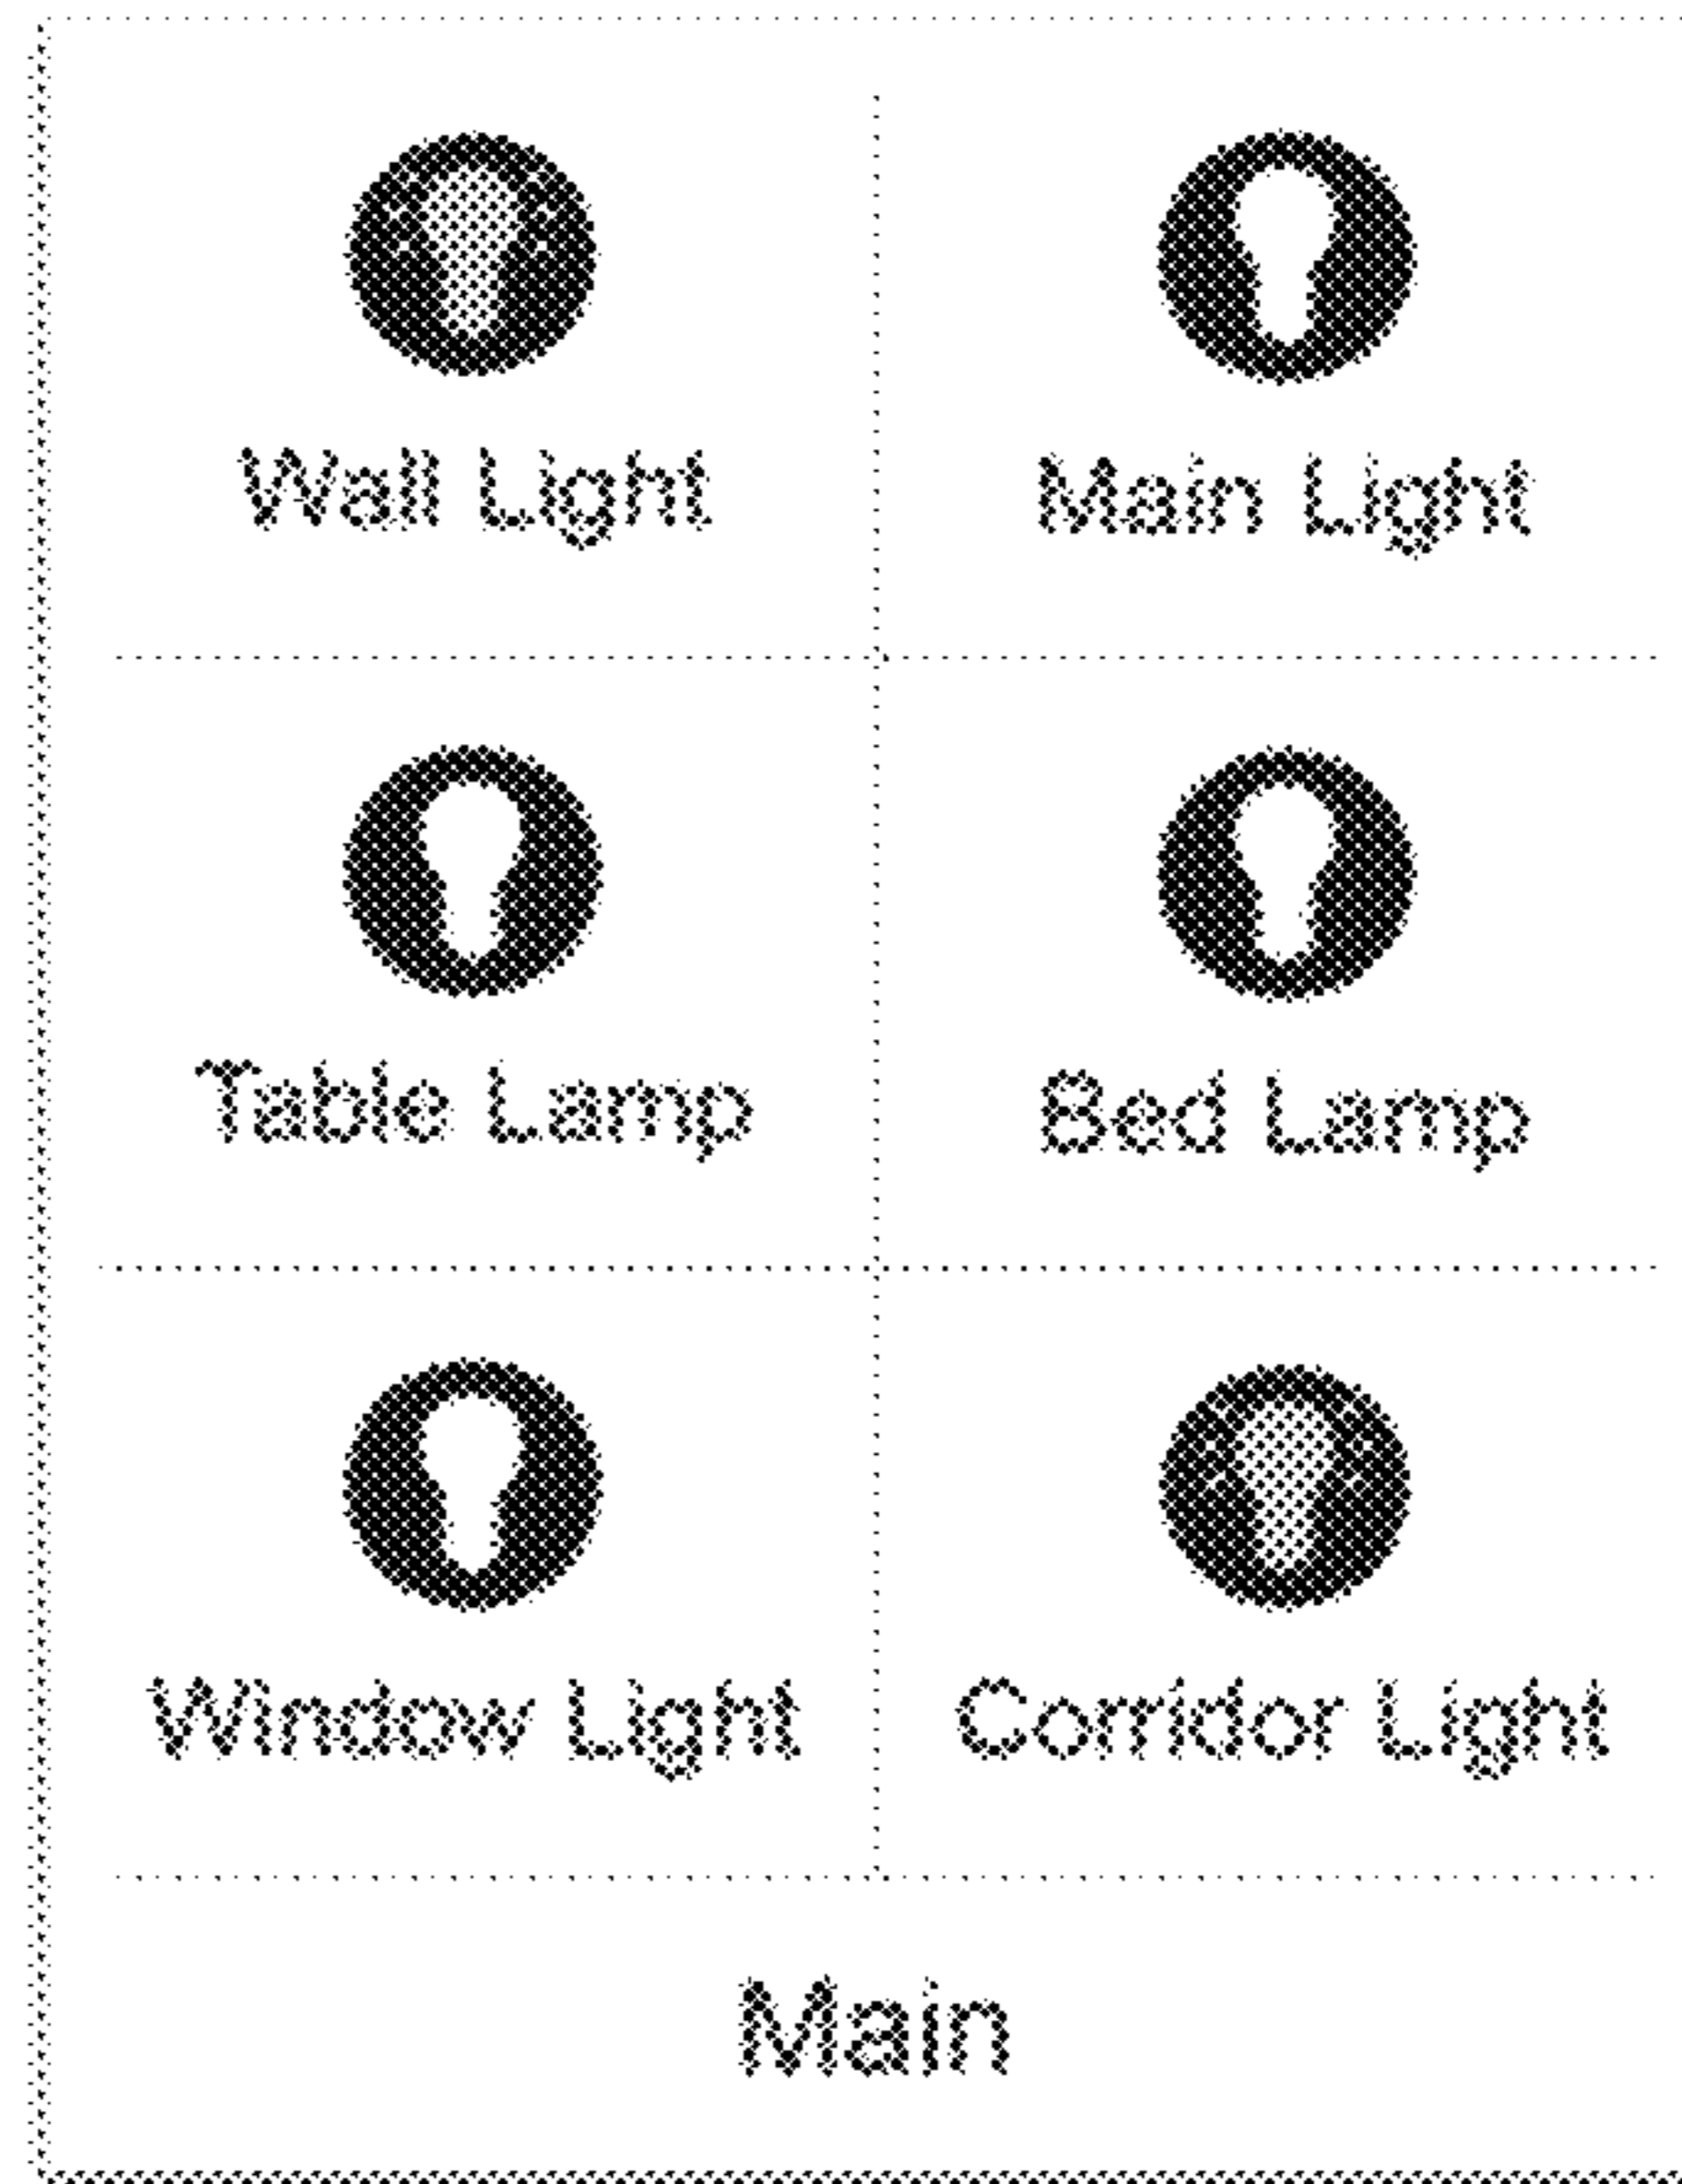 Wall Light
Main Light
Table Lamp
Bed Lamp
Window Light
Corridor Light
Main